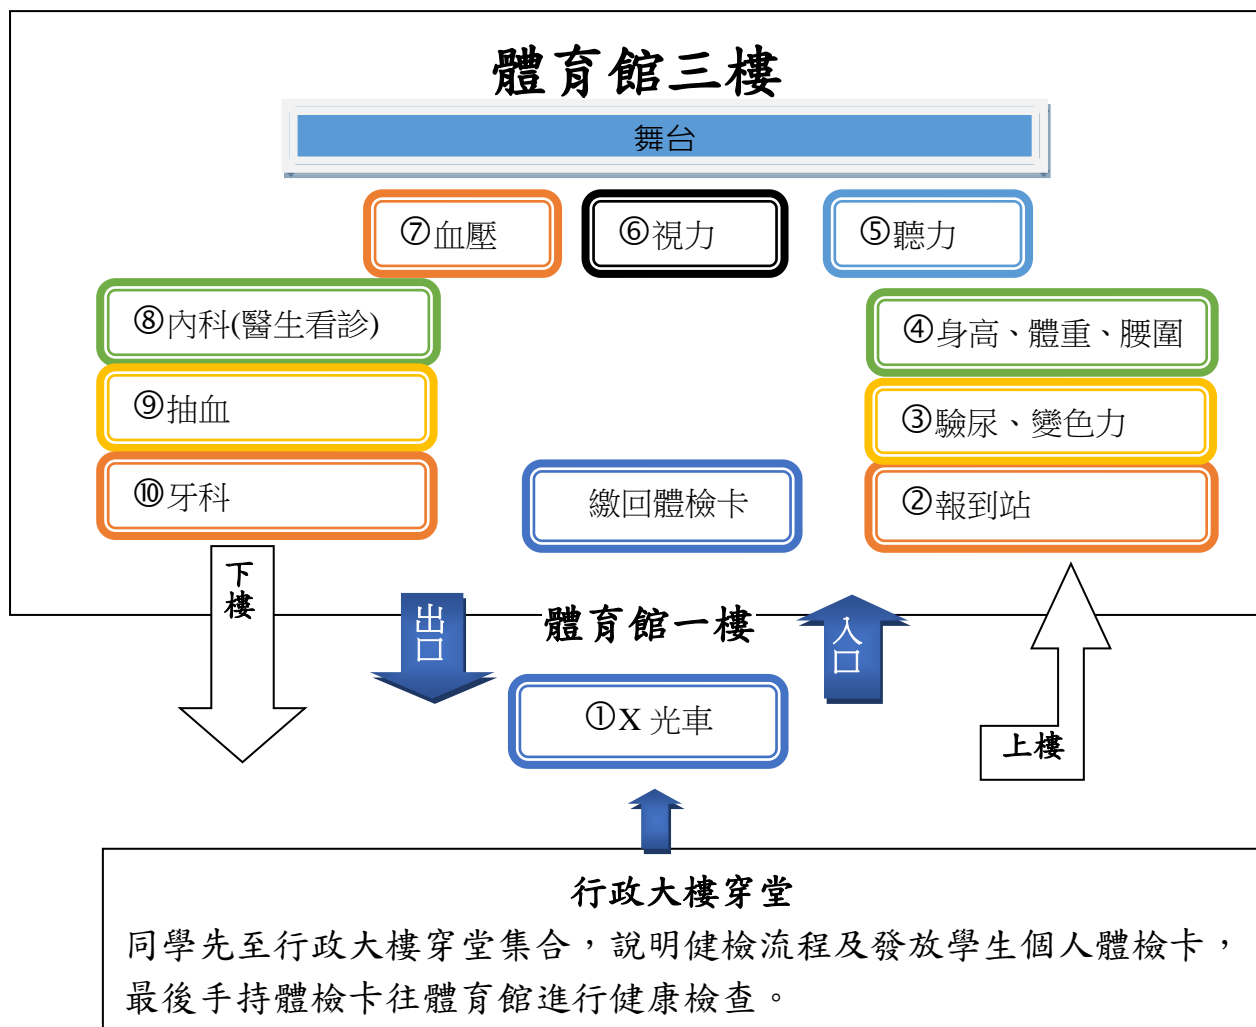 體育館三樓
舞台
⑦血壓
⑥視力
⑤聽力
⑧內科(醫生看診)
④身高、體重、腰圍
⑨抽血
③驗尿、變色力
⑩牙科
繳回體檢卡
②報到站
下樓
出口
體育館一樓
入口
①X 光車
上樓
行政大樓穿堂
同學先至行政大樓穿堂集合，說明健檢流程及發放學生個人體檢卡，
最後手持體檢卡往體育館進行健康檢查。